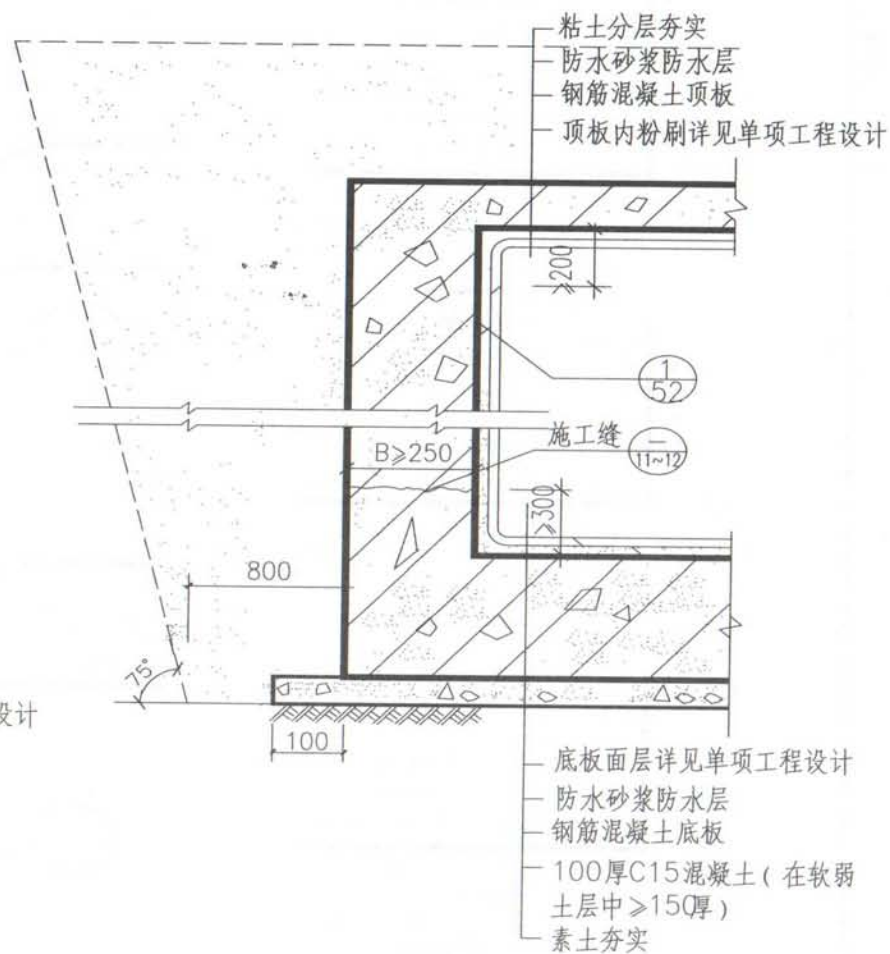 粘土分层夯实
防水砂浆防水层
钢筋混凝土顶板
顶板内粉刷详见单项工程设计
≥200
1
52
施工缝
—
11~12
B≥250
≥300
800
75°
设计
100
底板面层详见单项工程设计
防水砂浆防水层
钢筋混凝土底板
100厚C15混凝土(在软弱
土层中≥150厚)
素土夯实